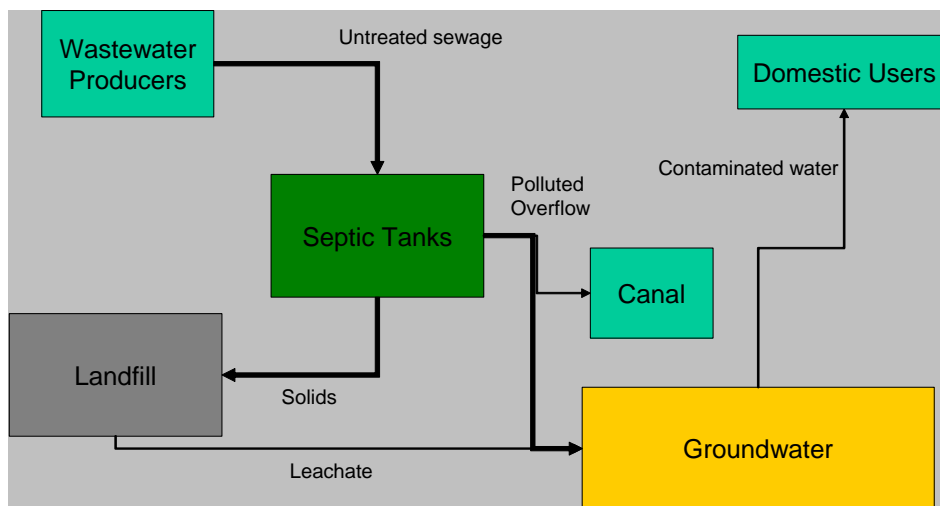 Wastewater
Producers
Untreated sewage
Domestic Users
Contaminated water
Polluted
Overflow
Septic Tanks
Canal
Landfill
Solids
Groundwater
Leachate